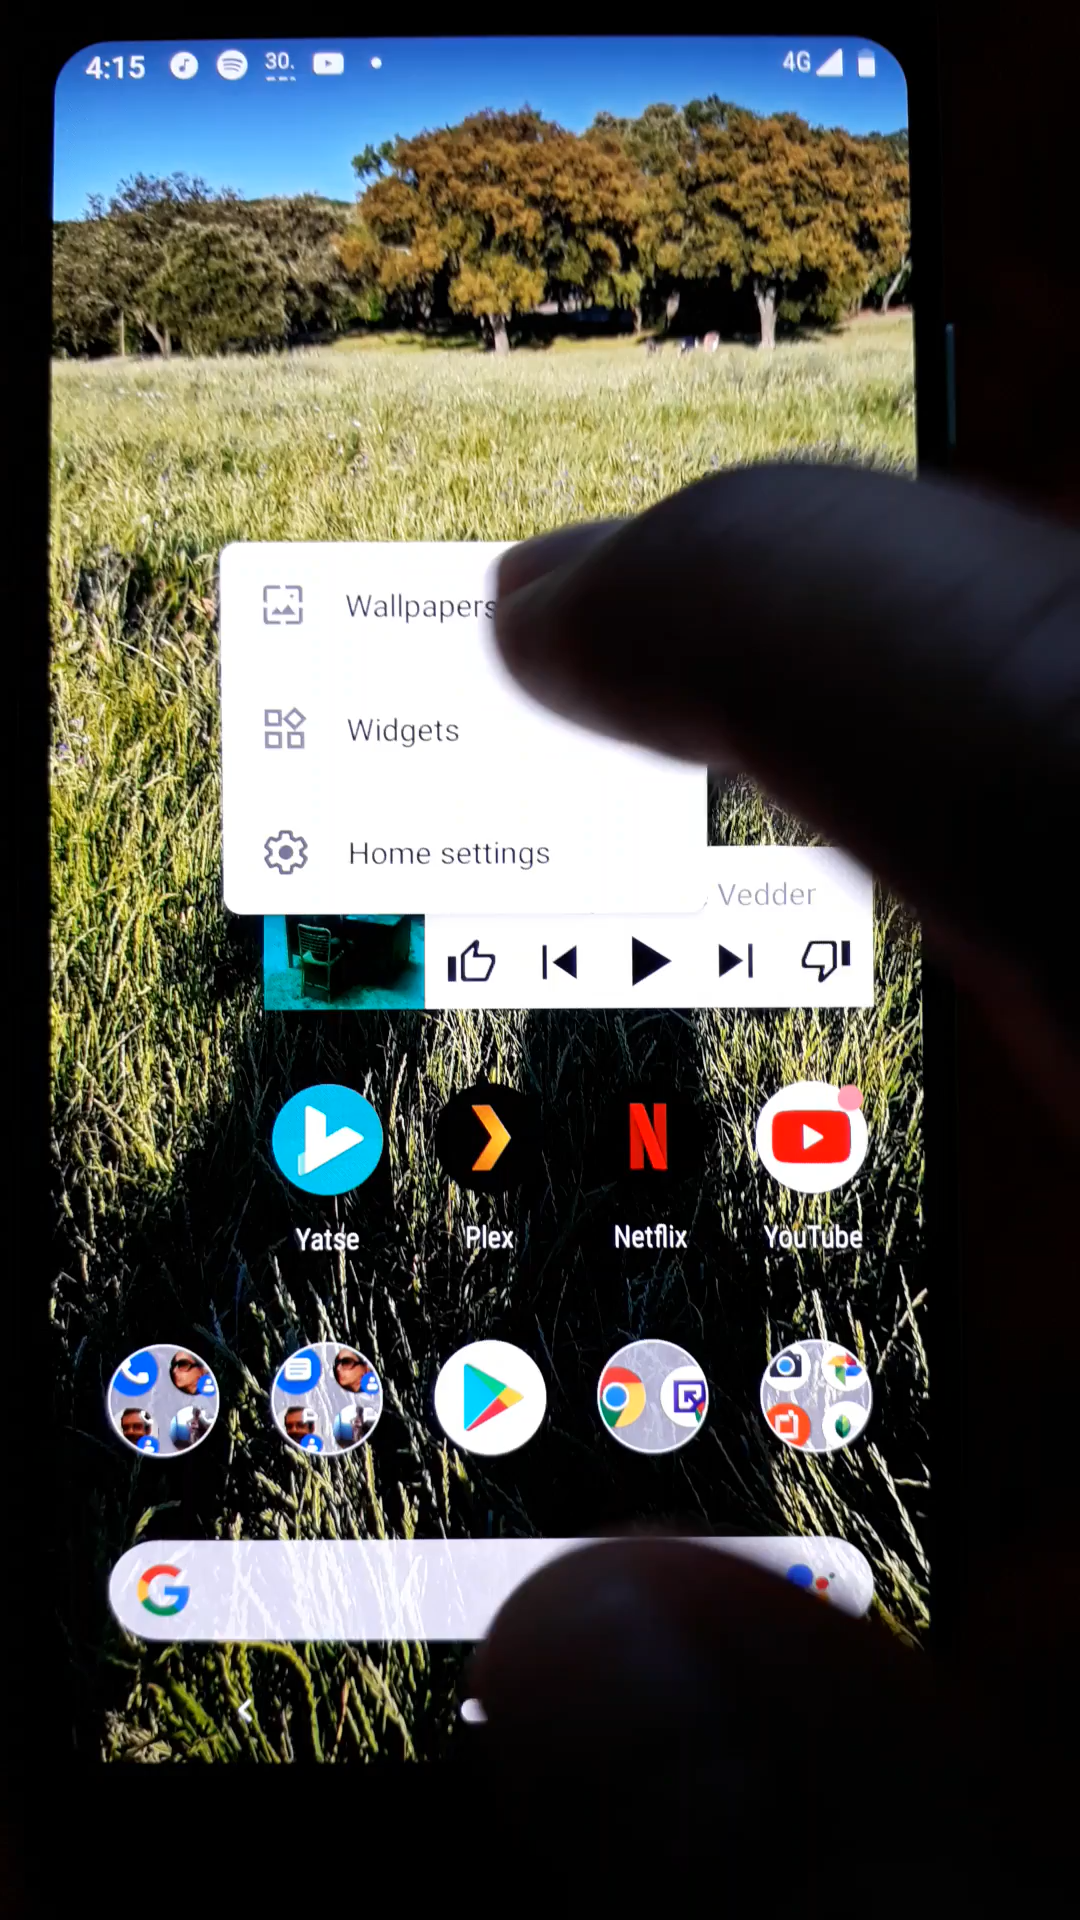 4:15 30. 4G
Wallpapers
Widgets
Home settings
Vedder
Yatse Plex Netflix YouTube